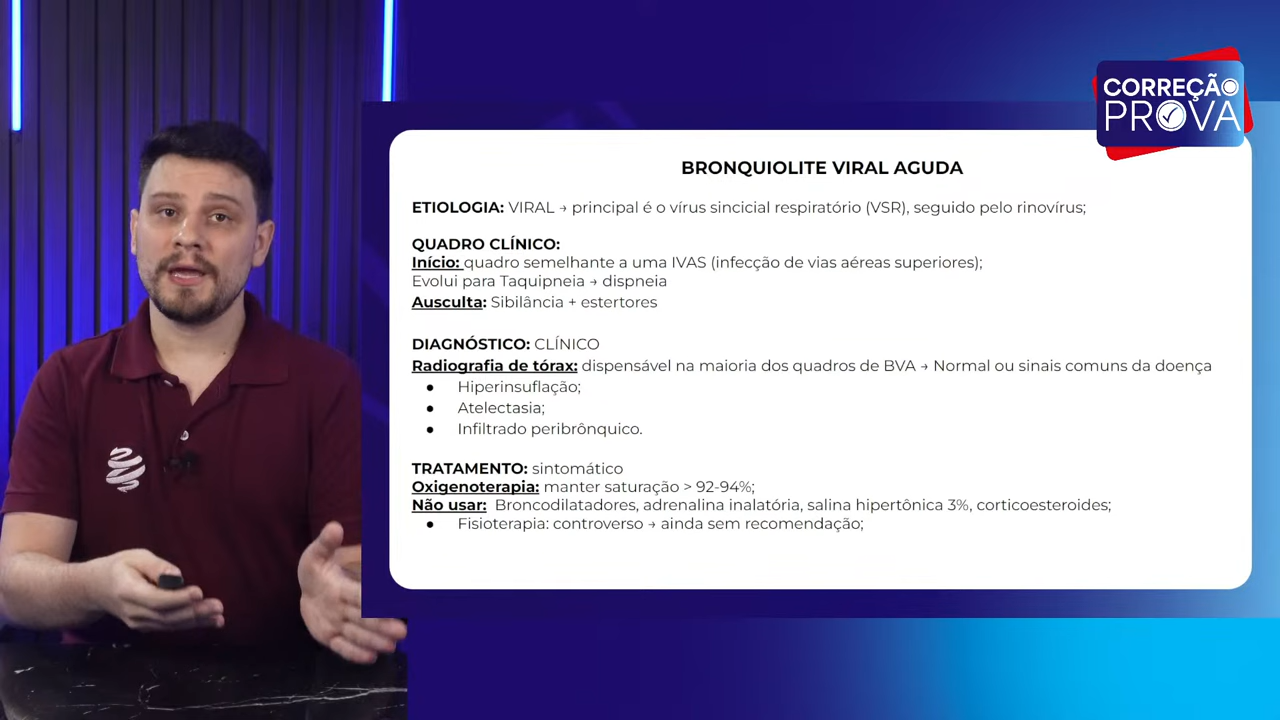 CORREÇÃO
PROVA
BRONQUIOLITE VIRAL AGUDA
ETIOLOGIA: VIRAL → principal é o vírus sincicial respiratório (VSR), seguido pelo rinovírus;
QUADRO CLÍNICO:
Início: quadro semelhante a uma IVAS (infecção de vias aéreas superiores);
Evolui para Taquipneia → dispneia
Ausculta: Sibilância + estertores
DIAGNÓSTICO: CLÍNICO
Radiografia de tórax: dispensável na maioria dos quadros de BVA → Normal ou sinais comuns da doença
● Hiperinsuflação;
● Atelectasia;
● Infiltrado peribrônquico.
TRATAMENTO: sintomático
Oxigenoterapia: manter saturação > 92-94%;
Não usar: Broncodilatadores, adrenalina inalatória, salina hipertônica 3%, corticoesteroides;
● Fisioterapia: controverso → ainda sem recomendação;